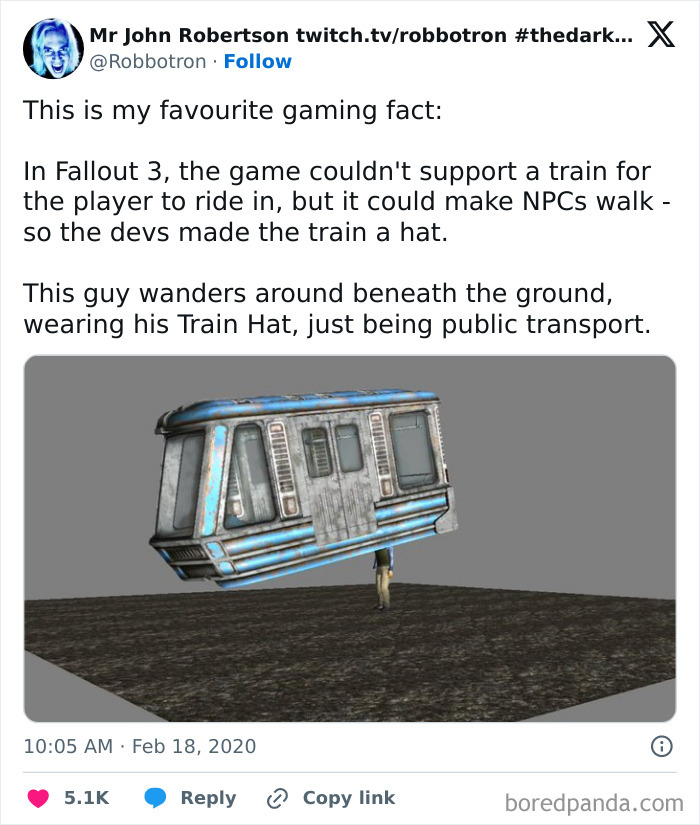 Mr John Robertson twitch.tv/robbotron #thedark…
@Robbotron · Follow
This is my favourite gaming fact:
In Fallout 3, the game couldn't support a train for
the player to ride in, but it could make NPCs walk -
so the devs made the train a hat.
This guy wanders around beneath the ground,
wearing his Train Hat, just being public transport.
10:05 AM · Feb 18, 2020
5.1K Reply Copy link
boredpanda.com